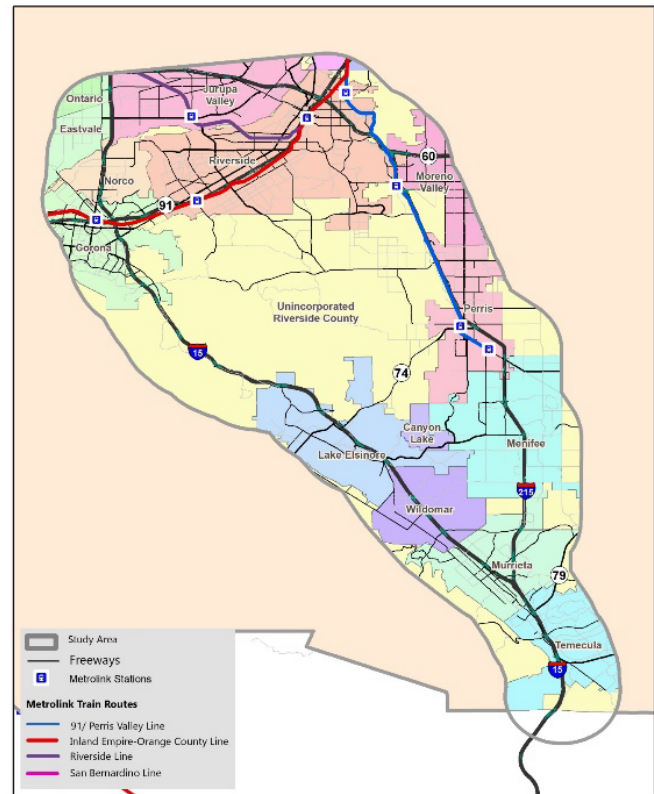 Ontario
Jurupa
Valley
Eastvale
Riverside
60
Moreno
Valley
Norco
91
Corona
Unincorporated
Riverside County
Perris
15
74
Canyon
Lake
Menifee
Lake Elsinore
215
Wildomar
Murrieta
79
Temecula
15
Study Area
Freeways
Metrolink Stations
Metrolink Train Routes
91/ Perris Valley Line
Inland Empire-Orange County Line
Riverside Line
San Bernardino Line